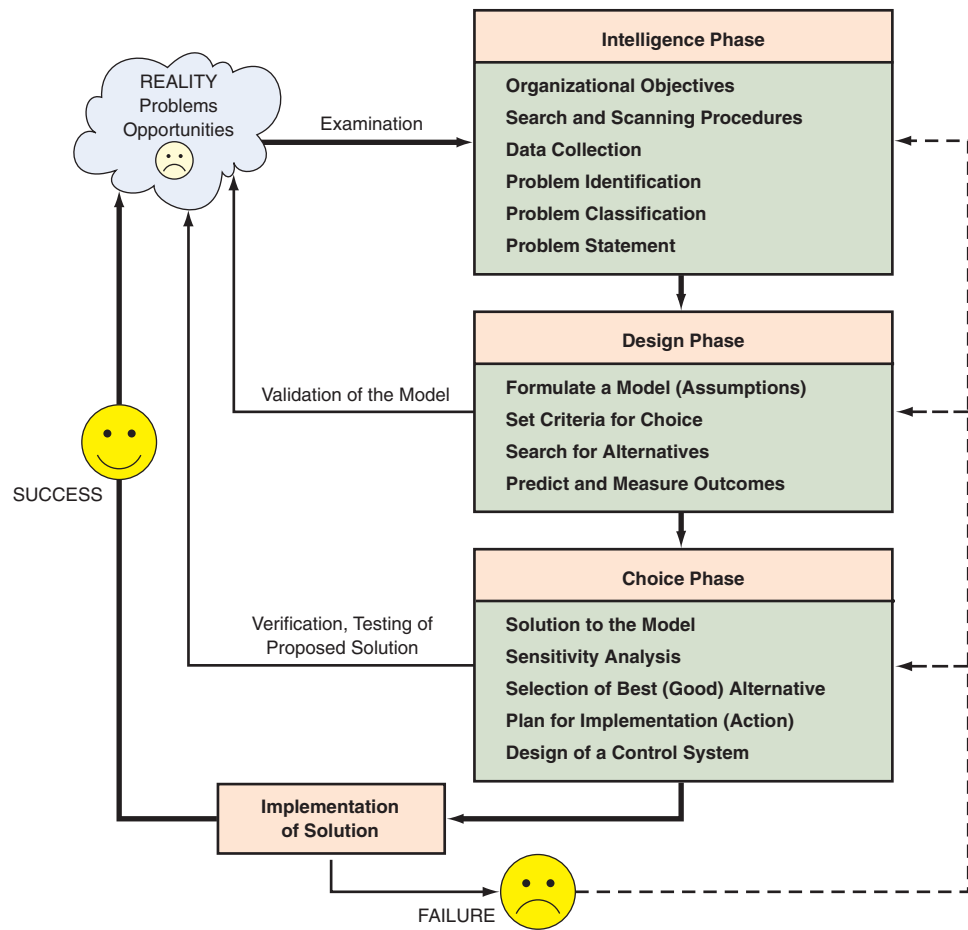 REALITY
Problems
Opportunities
Examination
Intelligence Phase
Organizational Objectives
Search and Scanning Procedures
Data Collection
Problem Identification
Problem Classification
Problem Statement
Design Phase
Formulate a Model (Assumptions)
Set Criteria for Choice
Search for Alternatives
Predict and Measure Outcomes
Validation of the Model
SUCCESS
Choice Phase
Solution to the Model
Sensitivity Analysis
Selection of Best (Good) Alternative
Plan for Implementation (Action)
Design of a Control System
Verification, Testing of
Proposed Solution
Implementation
of Solution
FAILURE